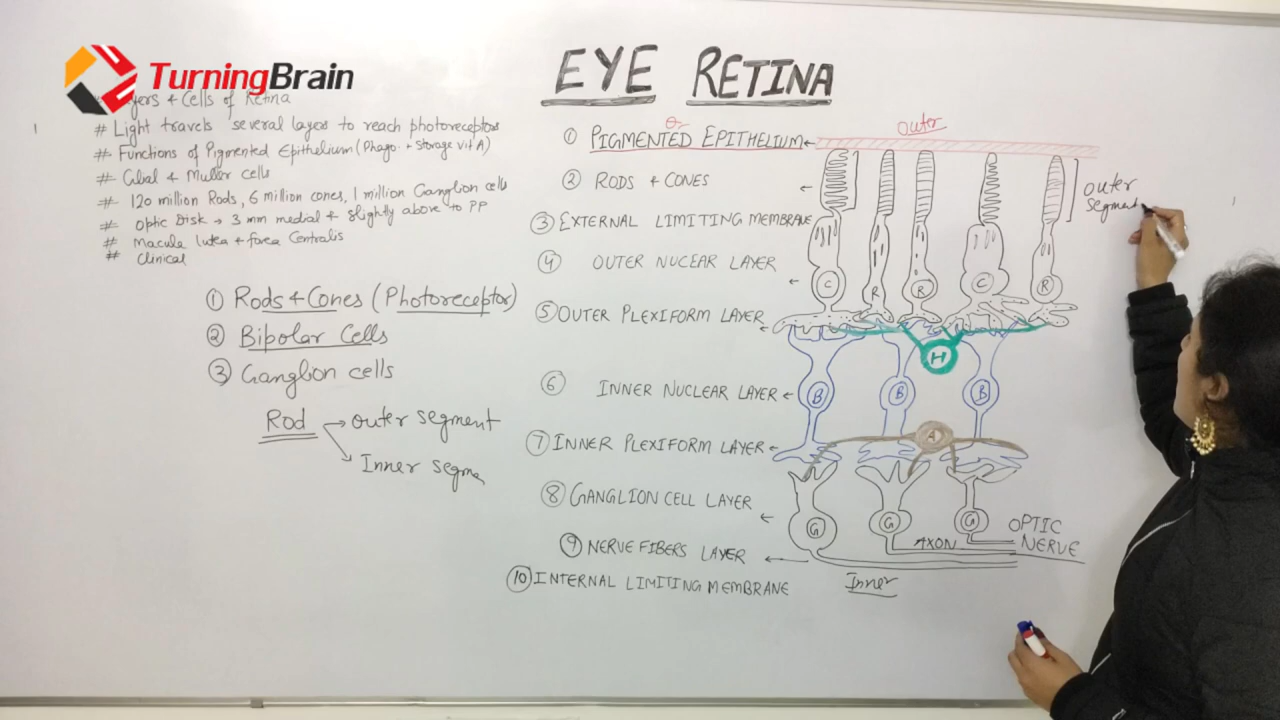 TurningBrain
EYE RETINA
& Cells of Retina
# Light travels several layers to reach photoreceptors
# Functions of Pigmented Epithelium (Phago. + Storage vit A)
# Glial & Muller cells
# 120 million Rods, 6 million cones, 1 million Ganglion cells
# Optic Disk → 3 mm medial & slightly above to PP
# Macula lutea & fovea Centralis
# Clinical
① Rods & Cones (Photoreceptor)
② Bipolar Cells
③ Ganglion cells
Rod → outer segment
Inner segme
① PIGMENTED EPITHELIUM
② RODS & CONES
③ EXTERNAL LIMITING MEMBRANE
④ OUTER NUCEAR LAYER
⑤ OUTER PLEXIFORM LAYER
⑥ INNER NUCLEAR LAYER
⑦ INNER PLEXIFORM LAYER
⑧ GANGLION CELL LAYER
⑨ NERVE FIBERS LAYER
⑩ INTERNAL LIMITING MEMBRANE
outer
outer
segment
C R R C R
H
B B B
A
G G G
OPTIC
NERVE
AXON
Inner